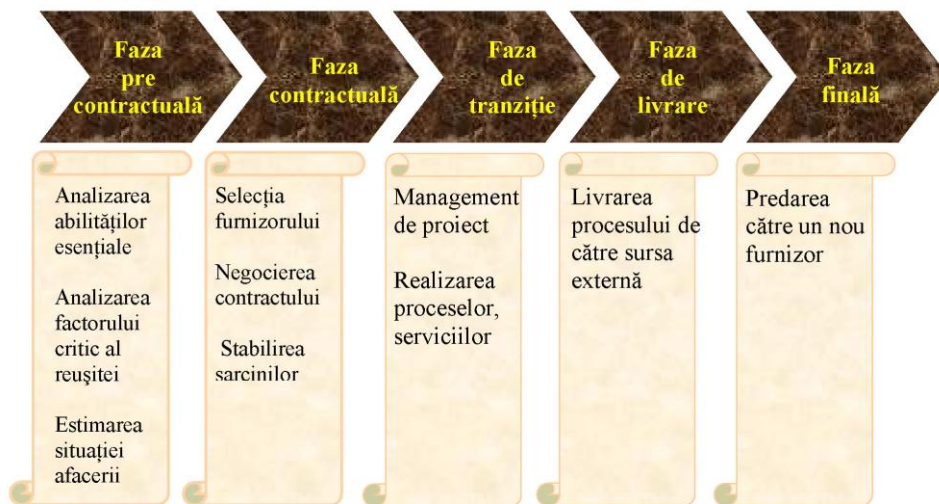 Faza
pre
contractuală
Faza
contractuală
Faza
de
tranziție
Faza
de
livrare
Faza
finală
Analizarea
abilităților
esențiale
Analizarea
factorului
critic al
reușitei
Estimarea
situației
afacerii
Selecția
furnizorului
Negocierea
contractului
Stabilirea
sarcinilor
Management
de proiect
Realizarea
proceselor,
serviciilor
Livrarea
procesului de
către sursa
externă
Predarea
către un nou
furnizor